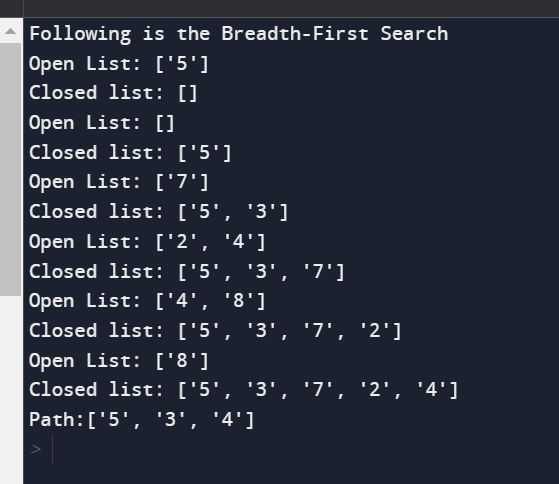 Following is the Breadth-First Search
Open List: ['5']
Closed list: []
Open List: []
Closed list: ['5']
Open List: ['7']
Closed list: ['5', '3']
Open List: ['2', '4']
Closed list: ['5', '3', '7']
Open List: ['4', '8']
Closed list: ['5', '3', '7', '2']
Open List: ['8']
Closed list: ['5', '3', '7', '2', '4']
Path:['5', '3', '4']
>